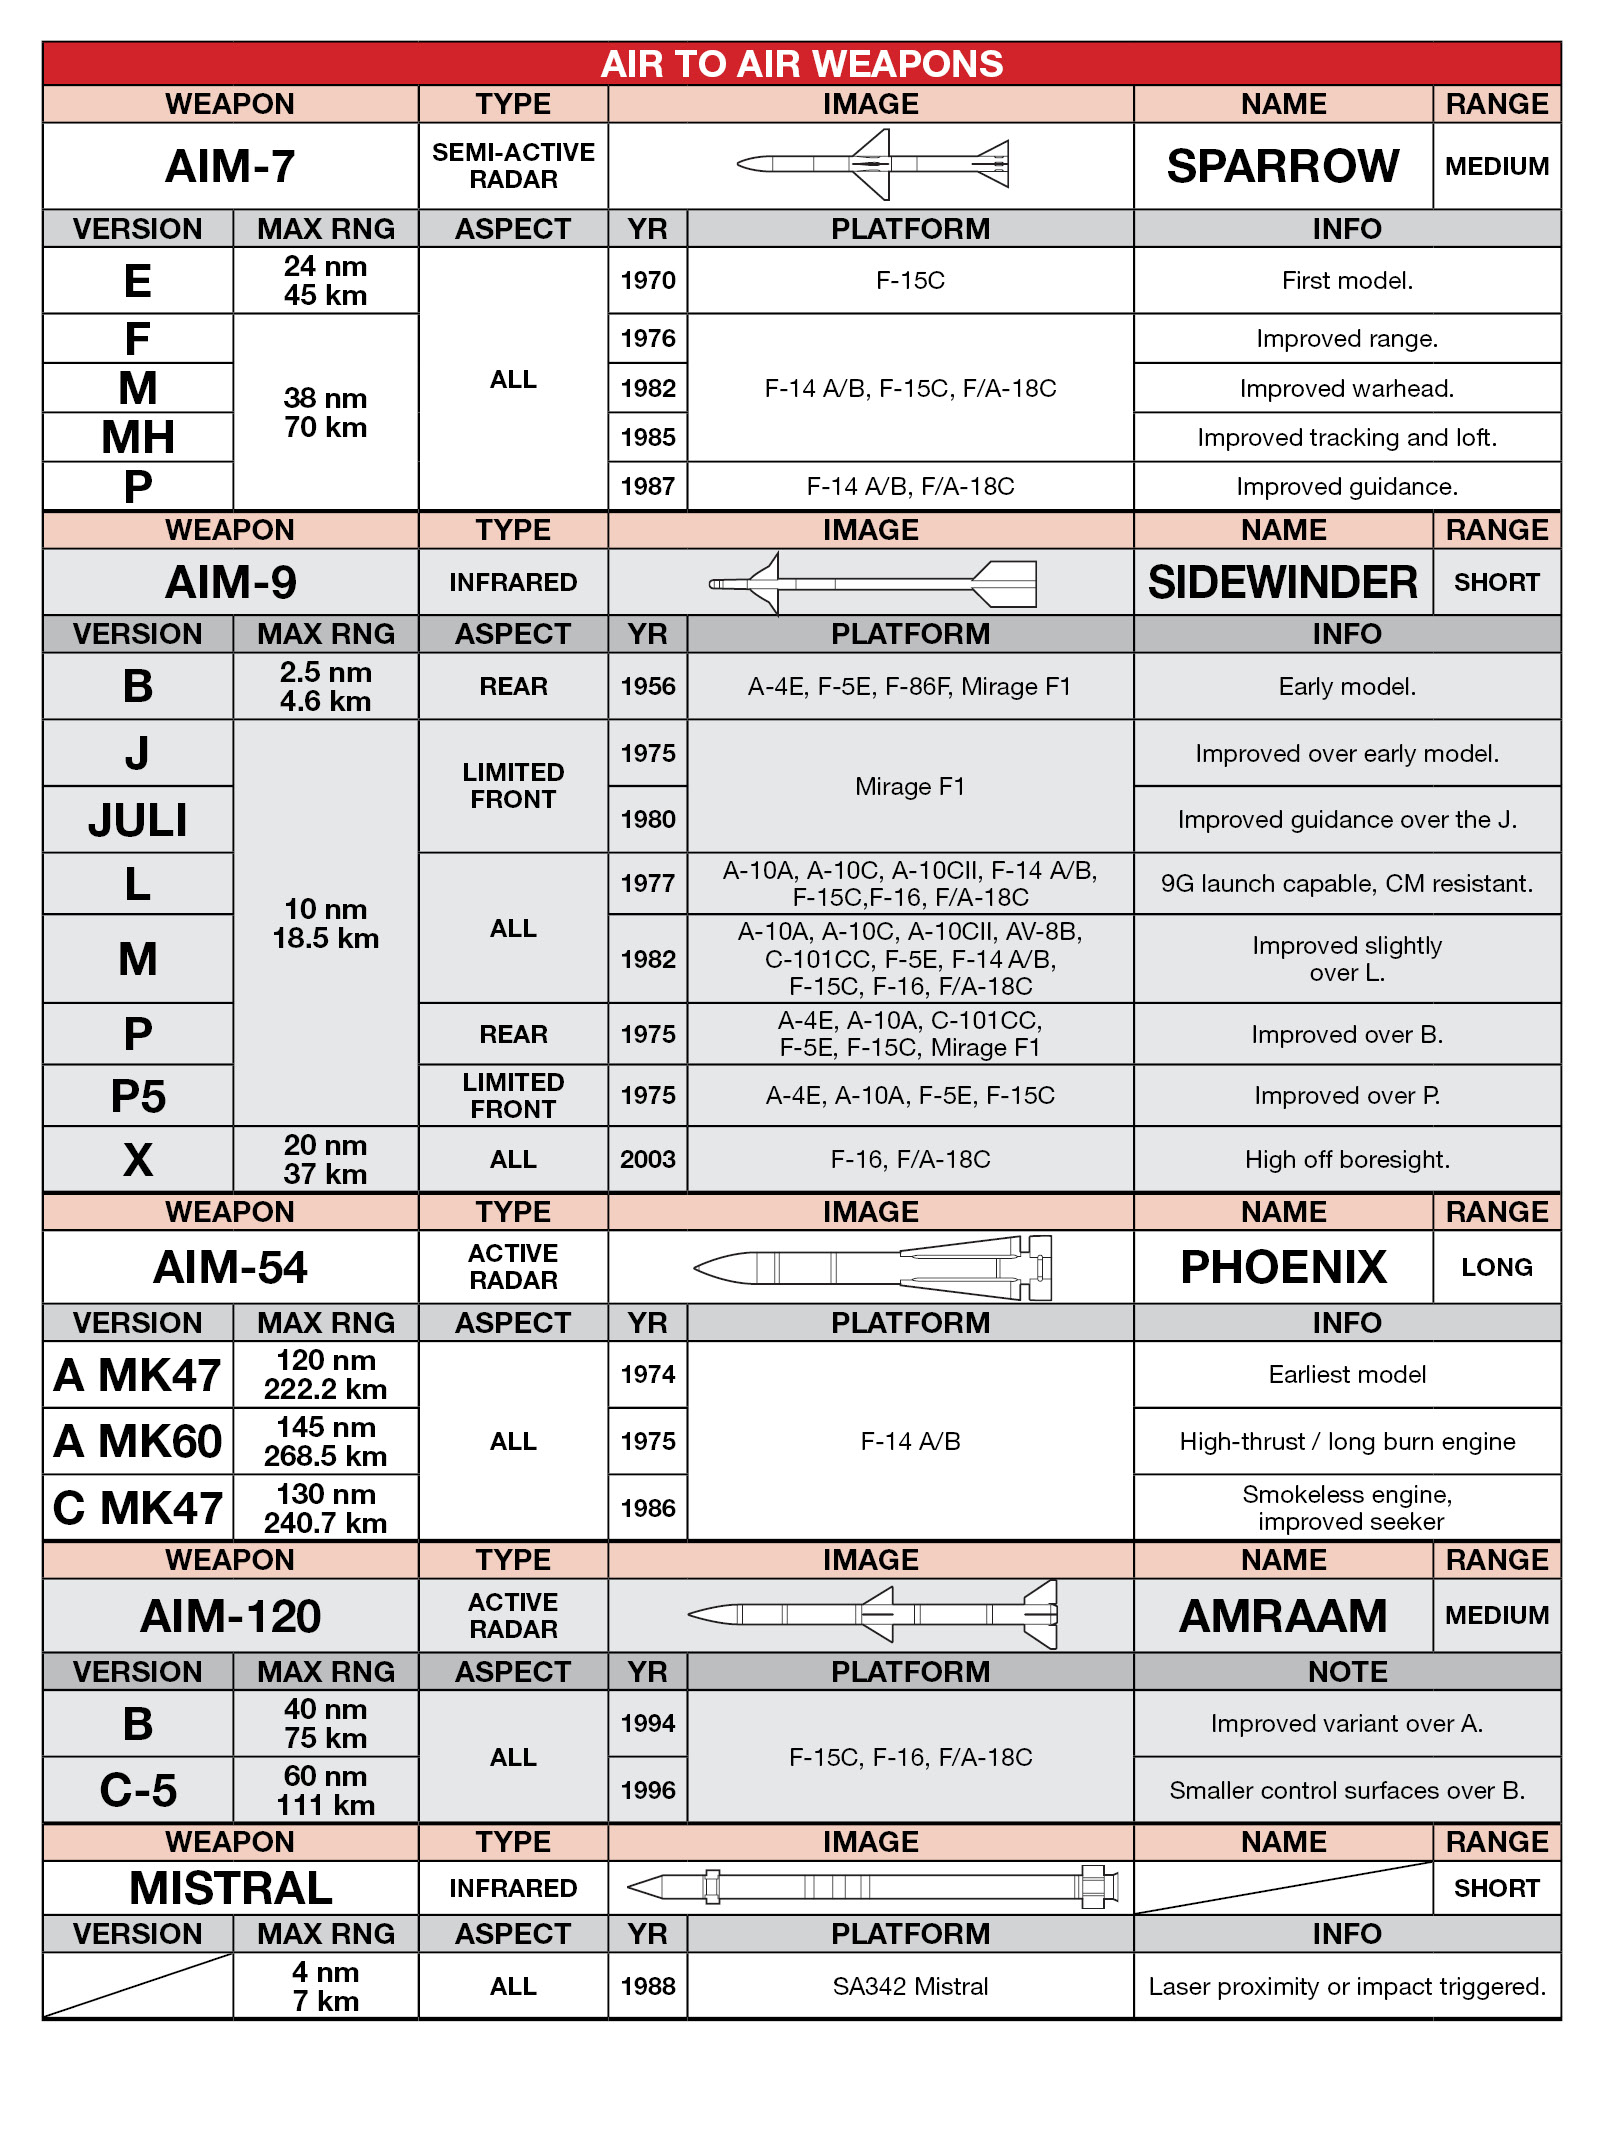 AIR TO AIR WEAPONS
WEAPON TYPE IMAGE NAME RANGE
AIM-7 SEMI-ACTIVE RADAR SPARROW MEDIUM
VERSION MAX RNG ASPECT YR PLATFORM INFO
E 24 nm 45 km ALL 1970 F-15C First model.
F 38 nm 70 km 1976 F-14 A/B, F-15C, F/A-18C Improved range.
M 1982 Improved warhead.
MH 1985 Improved tracking and loft.
P 1987 F-14 A/B, F/A-18C Improved guidance.
WEAPON TYPE IMAGE NAME RANGE
AIM-9 INFRARED SIDEWINDER SHORT
VERSION MAX RNG ASPECT YR PLATFORM INFO
B 2.5 nm 4.6 km REAR 1956 A-4E, F-5E, F-86F, Mirage F1 Early model.
J 10 nm 18.5 km LIMITED FRONT 1975 Mirage F1 Improved over early model.
JULI 1980 Improved guidance over the J.
L ALL 1977 A-10A, A-10C, A-10CII, F-14 A/B, F-15C,F-16, F/A-18C 9G launch capable, CM resistant.
M 1982 A-10A, A-10C, A-10CII, AV-8B, C-101CC, F-5E, F-14 A/B, F-15C, F-16, F/A-18C Improved slightly over L.
P REAR 1975 A-4E, A-10A, C-101CC, F-5E, F-15C, Mirage F1 Improved over B.
P5 LIMITED FRONT 1975 A-4E, A-10A, F-5E, F-15C Improved over P.
X 20 nm 37 km ALL 2003 F-16, F/A-18C High off boresight.
WEAPON TYPE IMAGE NAME RANGE
AIM-54 ACTIVE RADAR PHOENIX LONG
VERSION MAX RNG ASPECT YR PLATFORM INFO
A MK47 120 nm 222.2 km ALL 1974 F-14 A/B Earliest model
A MK60 145 nm 268.5 km 1975 High-thrust / long burn engine
C MK47 130 nm 240.7 km 1986 Smokeless engine, improved seeker
WEAPON TYPE IMAGE NAME RANGE
AIM-120 ACTIVE RADAR AMRAAM MEDIUM
VERSION MAX RNG ASPECT YR PLATFORM NOTE
B 40 nm 75 km ALL 1994 F-15C, F-16, F/A-18C Improved variant over A.
C-5 60 nm 111 km 1996 Smaller control surfaces over B.
WEAPON TYPE IMAGE NAME RANGE
MISTRAL INFRARED SHORT
VERSION MAX RNG ASPECT YR PLATFORM INFO
4 nm 7 km ALL 1988 SA342 Mistral Laser proximity or impact triggered.